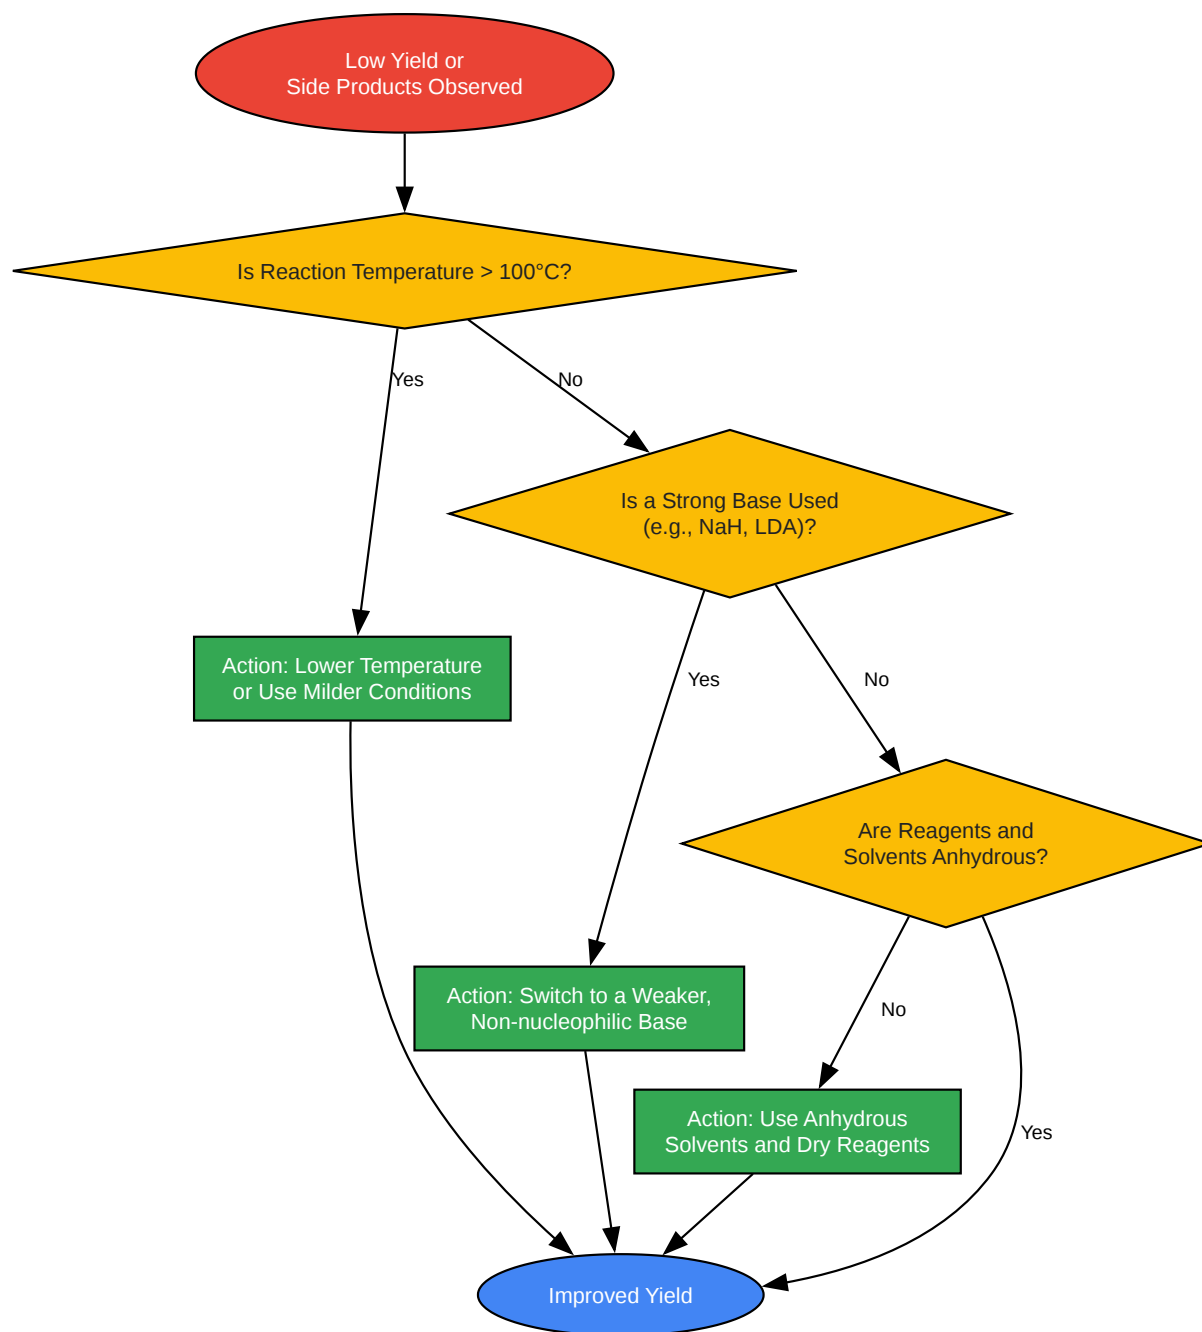 Low Yield or
Side Products Observed
Is Reaction Temperature > 100°C?
Yes
No
Is a Strong Base Used
(e.g., NaH, LDA)?
Action: Lower Temperature
or Use Milder Conditions
Yes
No
Are Reagents and
Solvents Anhydrous?
Action: Switch to a Weaker,
Non-nucleophilic Base
No
Action: Use Anhydrous
Solvents and Dry Reagents
Yes
Improved Yield